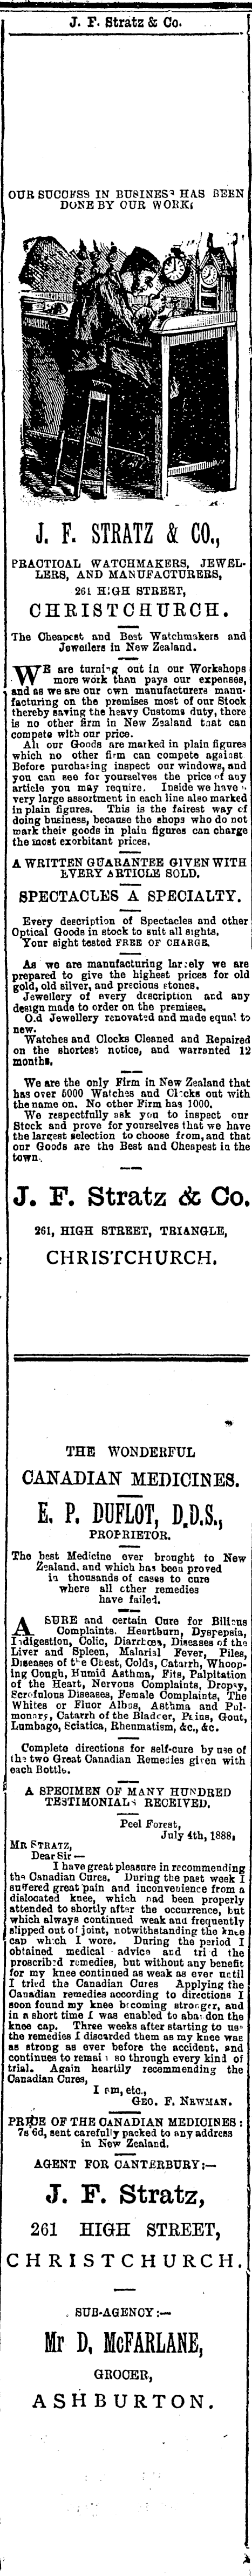 J. F. Stratz & Co.
OUR SUCCESS IN BUSINESS HAS BEEN
DONE BY OUR WORK:
J. F. STRATZ & CO.,
PRACTICAL WATCHMAKERS, JEWEL-
LERS, AND MANUFACTURERS,
261 HIGH STREET,
CHRISTCHURCH.
The Cheapest and Best Watchmakers and
Jewellers in New Zealand.
WE are turning out in our Workshops
more work than pays our expenses,
and as we are our own manufacturers manu-
facturing on the premises most of our Stock
thereby saving the heavy Customs duty, there
is no other firm in New Zealand that can
compete with our price.
All our Goods are marked in plain figures
which no other firm can compete against
Before purchasing inspect our windows, and
you can see for yourselves the price of any
article you may require. Inside we have a
very large assortment in each line also marked
in plain figures. This is the fairest way of
doing business, because the shops who do not
mark their goods in plain figures can charge
the most exorbitant prices.
A WRITTEN GUARANTEE GIVEN WITH
EVERY ARTICLE SOLD.
SPECTACLES A SPECIALTY.
Every description of Spectacles and other
Optical Goods in stock to suit all sights.
Your sight tested FREE OF CHARGE.
As we are manufacturing largely we are
prepared to give the highest prices for old
gold, old silver, and precious stones.
Jewellery of every description and any
design made to order on the premises.
Old Jewellery renovated and made equal to
new.
Watches and Clocks Cleaned and Repaired
on the shortest notice, and warranted 12
months.
We are the only Firm in New Zealand that
has over 6000 Watches and Clocks out with
the name on. No other Firm has 1000.
We respectfully ask you to inspect our
Stock and prove for yourselves that we have
the largest selection to choose from, and that
our Goods are the Best and Cheapest in the
town.
J. F. Stratz & Co.
261, HIGH STREET, TRIANGLE,
CHRISTCHURCH.
THE WONDERFUL
CANADIAN MEDICINES.
E. P. DUFLOT, D.D.S.,
PROPRIETOR.
The best Medicine ever brought to New
Zealand, and which has been proved
in thousands of cases to cure
where all other remedies
have failed.
A SURE and certain Cure for Bilious
Complaints, Heartburn, Dyspepsia,
Indigestion, Colic, Diarrhoea, Diseases of the
Liver and Spleen, Malarial Fever, Piles,
Diseases of the Chest, Colds, Catarrh, Whoop-
ing Cough, Humid Asthma, Fits, Palpitation
of the Heart, Nervous Complaints, Dropsy,
Scrofulous Diseases, Female Complaints, The
Whites or Fluor Albus, Asthma and Pul-
monary, Catarrh of the Bladder, Pains, Gout,
Lumbago, Sciatica, Rheumatism, &c., &c.
Complete directions for self-cure by use of
the two Great Canadian Remedies given with
each Bottle.
A SPECIMEN OF MANY HUNDRED
TESTIMONIALS RECEIVED.
Peel Forest,
July 4th, 1888,
MR STRATZ,
Dear Sir—
I have great pleasure in recommending
the Canadian Cures. During the past week I
suffered great pain and inconvenience from a
dislocated knee, which had been properly
attended to shortly after the occurrence, but
which always continued weak and frequently
slipped out of joint, notwithstanding the knee
cap which I wore. During the period I
obtained medical advice and tried the
proscribed remedies, but without any benefit
for my knee continued as weak as ever until
I tried the Canadian Cures Applying the
Canadian remedies according to directions I
soon found my knee becoming stronger, and
in a short time I was enabled to abandon the
knee cap. Three weeks after starting to use
the remedies I discarded them as my knee was
as strong as ever before the accident, and
continues to remain so through every kind of
trial. Again heartily recommending the
Canadian Cures,
I am, etc.,
GEO. F. NEWMAN.
PRICE OF THE CANADIAN MEDICINES:
7s 6d, sent carefully packed to any address
in New Zealand.
AGENT FOR CANTERBURY:—
J. F. Stratz,
261 HIGH STREET,
CHRISTCHURCH.
SUB-AGENCY:—
Mr D, McFARLANE,
GROCER,
ASHBURTON.